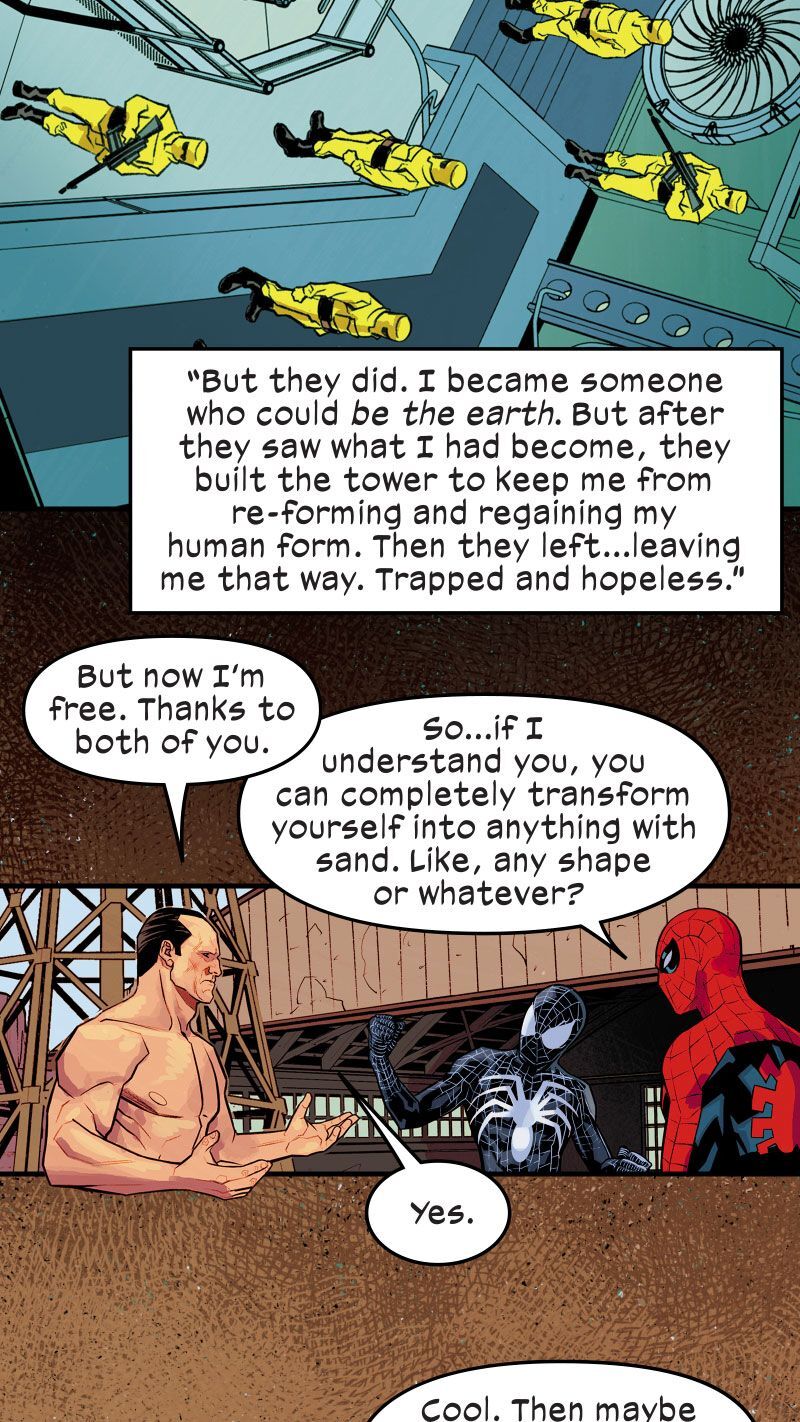 "But they did. I became someone
who could be the earth. But after
they saw what I had become, they
built the tower to keep me from
re-forming and regaining my
human form. Then they left...leaving
me that way. Trapped and hopeless."
But now I'm
free. Thanks to
both of you.
So...if I
understand you, you
can completely transform
yourself into anything with
sand. Like, any shape
or whatever?
Yes.
Cool. Then maybe